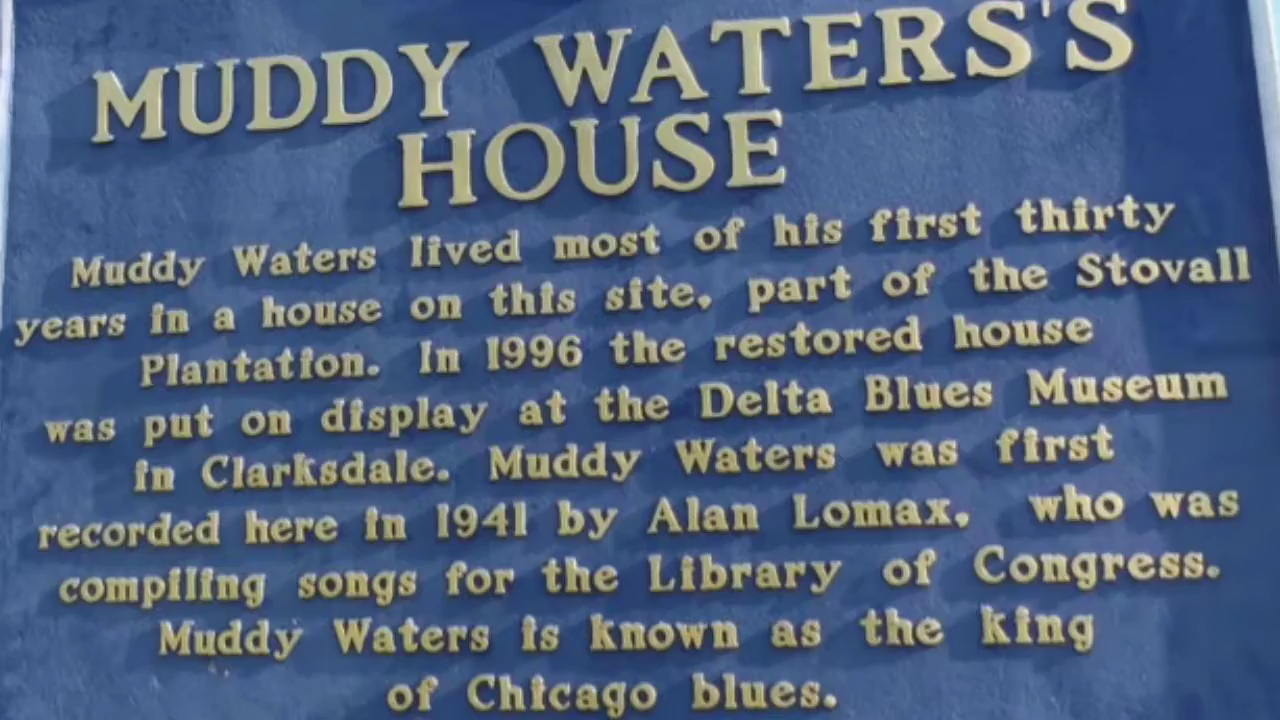 MUDDY WATERS'S
HOUSE
Muddy Waters lived most of his first thirty
years in a house on this site, part of the Stovall
Plantation. In 1996 the restored house
was put on display at the Delta Blues Museum
in Clarksdale. Muddy Waters was first
recorded here in 1941 by Alan Lomax, who was
compiling songs for the Library of Congress.
Muddy Waters is known as the king
of Chicago blues.